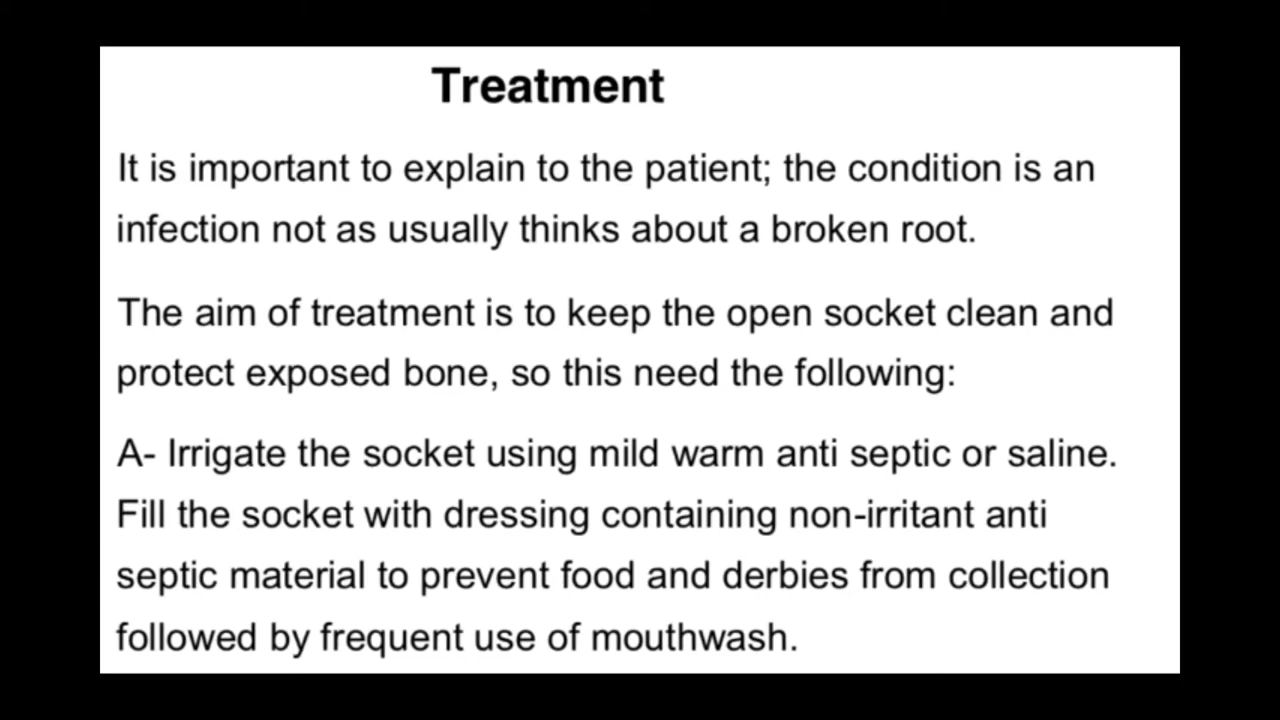 Treatment
It is important to explain to the patient; the condition is an
infection not as usually thinks about a broken root.
The aim of treatment is to keep the open socket clean and
protect exposed bone, so this need the following:
A- Irrigate the socket using mild warm anti septic or saline.
Fill the socket with dressing containing non-irritant anti
septic material to prevent food and derbies from collection
followed by frequent use of mouthwash.